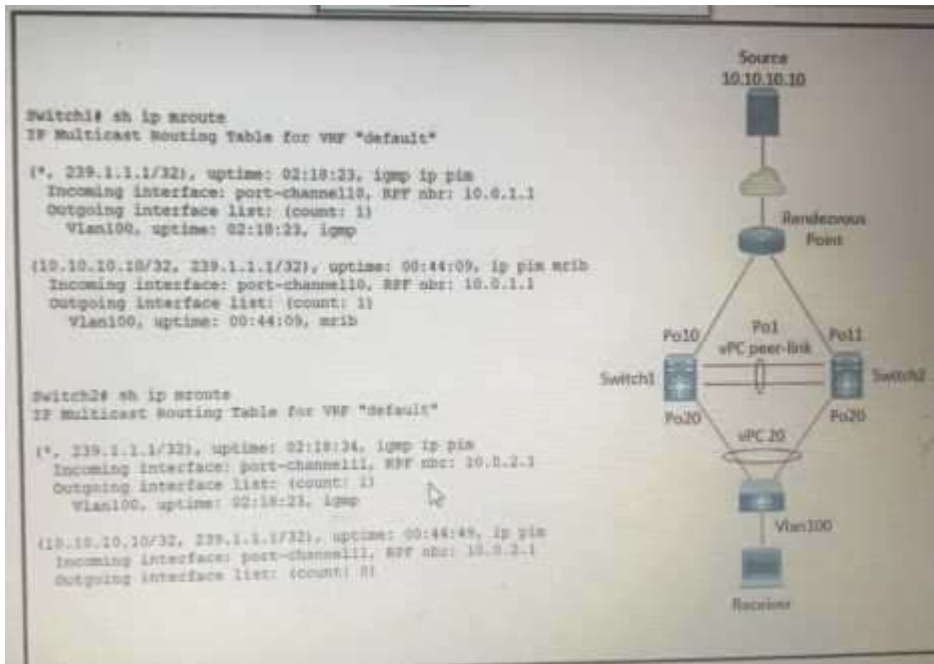 Switch1# sh ip mroute
IP Multicast Routing Table for VRF "default"
(*, 239.1.1.1/32), uptime: 02:18:23, igmp ip pim
Incoming interface: port-channel10, RPF nbr: 10.0.1.1
Outgoing interface list: (count: 1)
Vlan100, uptime: 02:18:23, igmp
(10.10.10.10/32, 239.1.1.1/32), uptime: 00:44:09, ip pim mrib
Incoming interface: port-channel10, RPF nbr: 10.0.1.1
Outgoing interface list: (count: 1)
Vlan100, uptime: 00:44:09, mrib
Switch2# sh ip mroute
IP Multicast Routing Table for VRF "default"
(*, 239.1.1.1/32), uptime: 02:18:34, igmp ip pim
Incoming interface: port-channel11, RPF nbr: 10.0.2.1
Outgoing interface list: (count: 1)
Vlan100, uptime: 02:18:23, igmp
(10.10.10.10/32, 239.1.1.1/32), uptime: 00:44:49, ip pim
Incoming interface: port-channel11, RPF nbr: 10.0.2.1
Outgoing interface list: (count: 0)
Source
10.10.10.10
Rendezvous
Point
Po10
Po1
Po11
vPC peer-link
Switch1
Switch2
Po20
Po20
vPC 20
Vlan100
Receiver